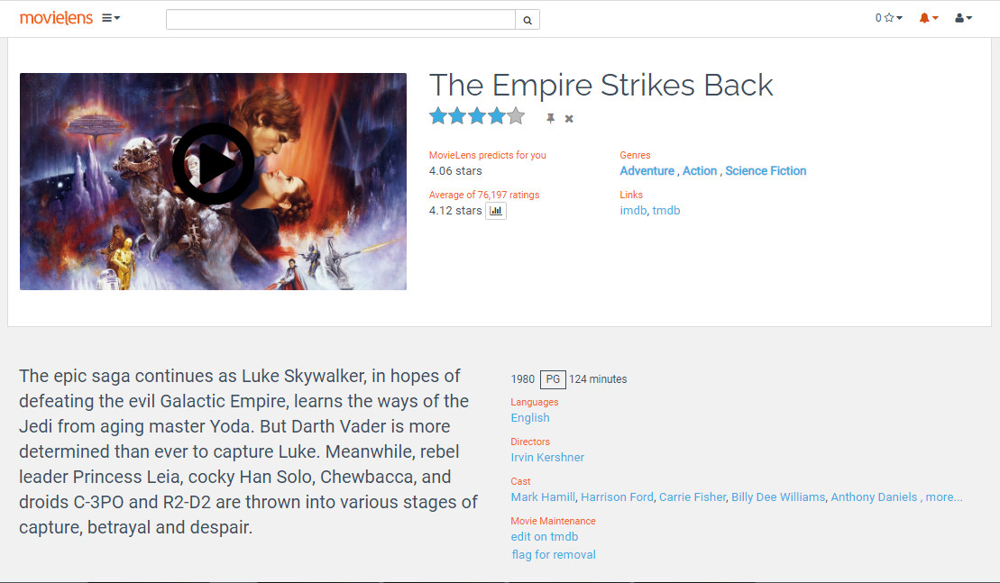 movielens
0
The Empire Strikes Back
MovieLens predicts for you
4.06 stars
Genres
Adventure , Action , Science Fiction
Average of 76,197 ratings
4.12 stars
Links
imdb, tmdb
The epic saga continues as Luke Skywalker, in hopes of
defeating the evil Galactic Empire, learns the ways of the
Jedi from aging master Yoda. But Darth Vader is more
determined than ever to capture Luke. Meanwhile, rebel
leader Princess Leia, cocky Han Solo, Chewbacca, and
droids C-3PO and R2-D2 are thrown into various stages of
capture, betrayal and despair.
1980 PG 124 minutes
Languages
English
Directors
Irvin Kershner
Cast
Mark Hamill, Harrison Ford, Carrie Fisher, Billy Dee Williams, Anthony Daniels , more...
Movie Maintenance
edit on tmdb
flag for removal